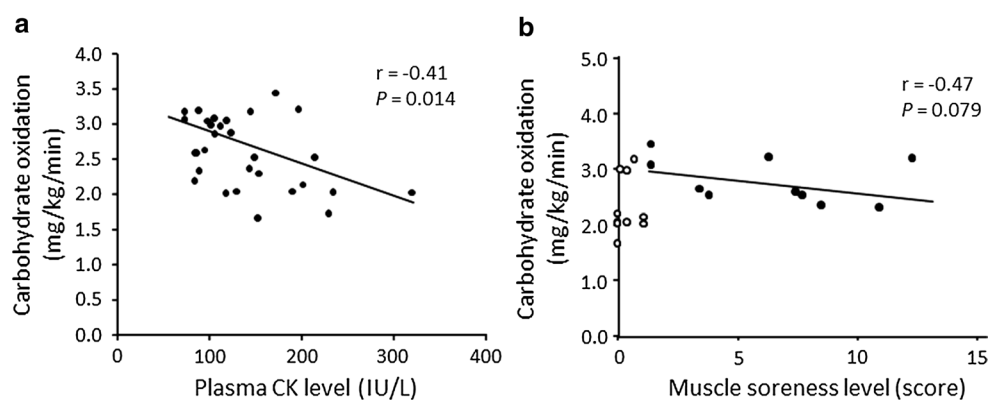 a
Carbohydrate oxidation
(mg/kg/min)
4.0
3.5
3.0
2.5
2.0
1.5
1.0
0.5
0.0
0
100
200
300
400
Plasma CK level (IU/L)
r = -0.41
P = 0.014
b
Carbohydrate oxidation
(mg/kg/min)
5.0
4.0
3.0
2.0
1.0
0.0
0
5
10
15
Muscle soreness level (score)
r = -0.47
P = 0.079